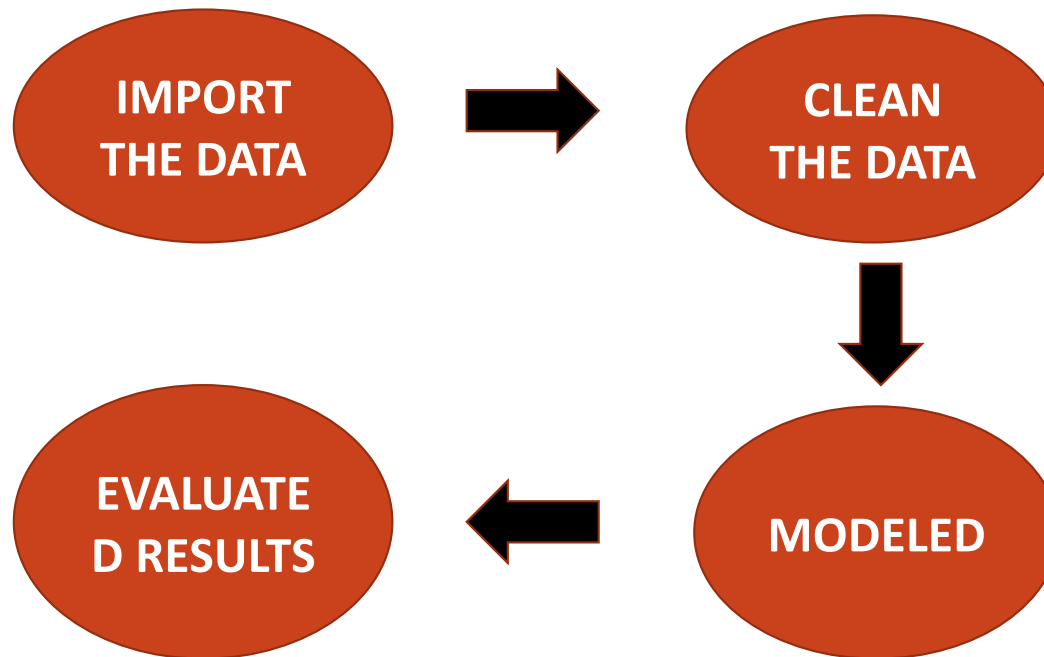 IMPORT
THE DATA
CLEAN
THE DATA
MODELED
EVALUATE
D RESULTS